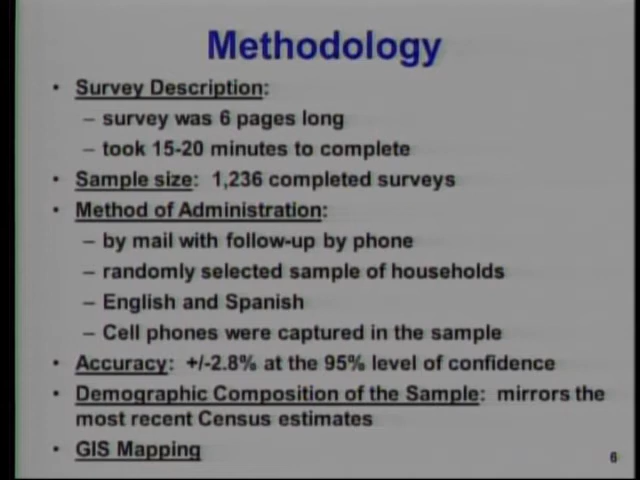 Methodology
• Survey Description:
– survey was 6 pages long
– took 15-20 minutes to complete
• Sample size: 1,236 completed surveys
• Method of Administration:
– by mail with follow-up by phone
– randomly selected sample of households
– English and Spanish
– Cell phones were captured in the sample
• Accuracy: +/-2.8% at the 95% level of confidence
• Demographic Composition of the Sample: mirrors the
most recent Census estimates
• GIS Mapping
6